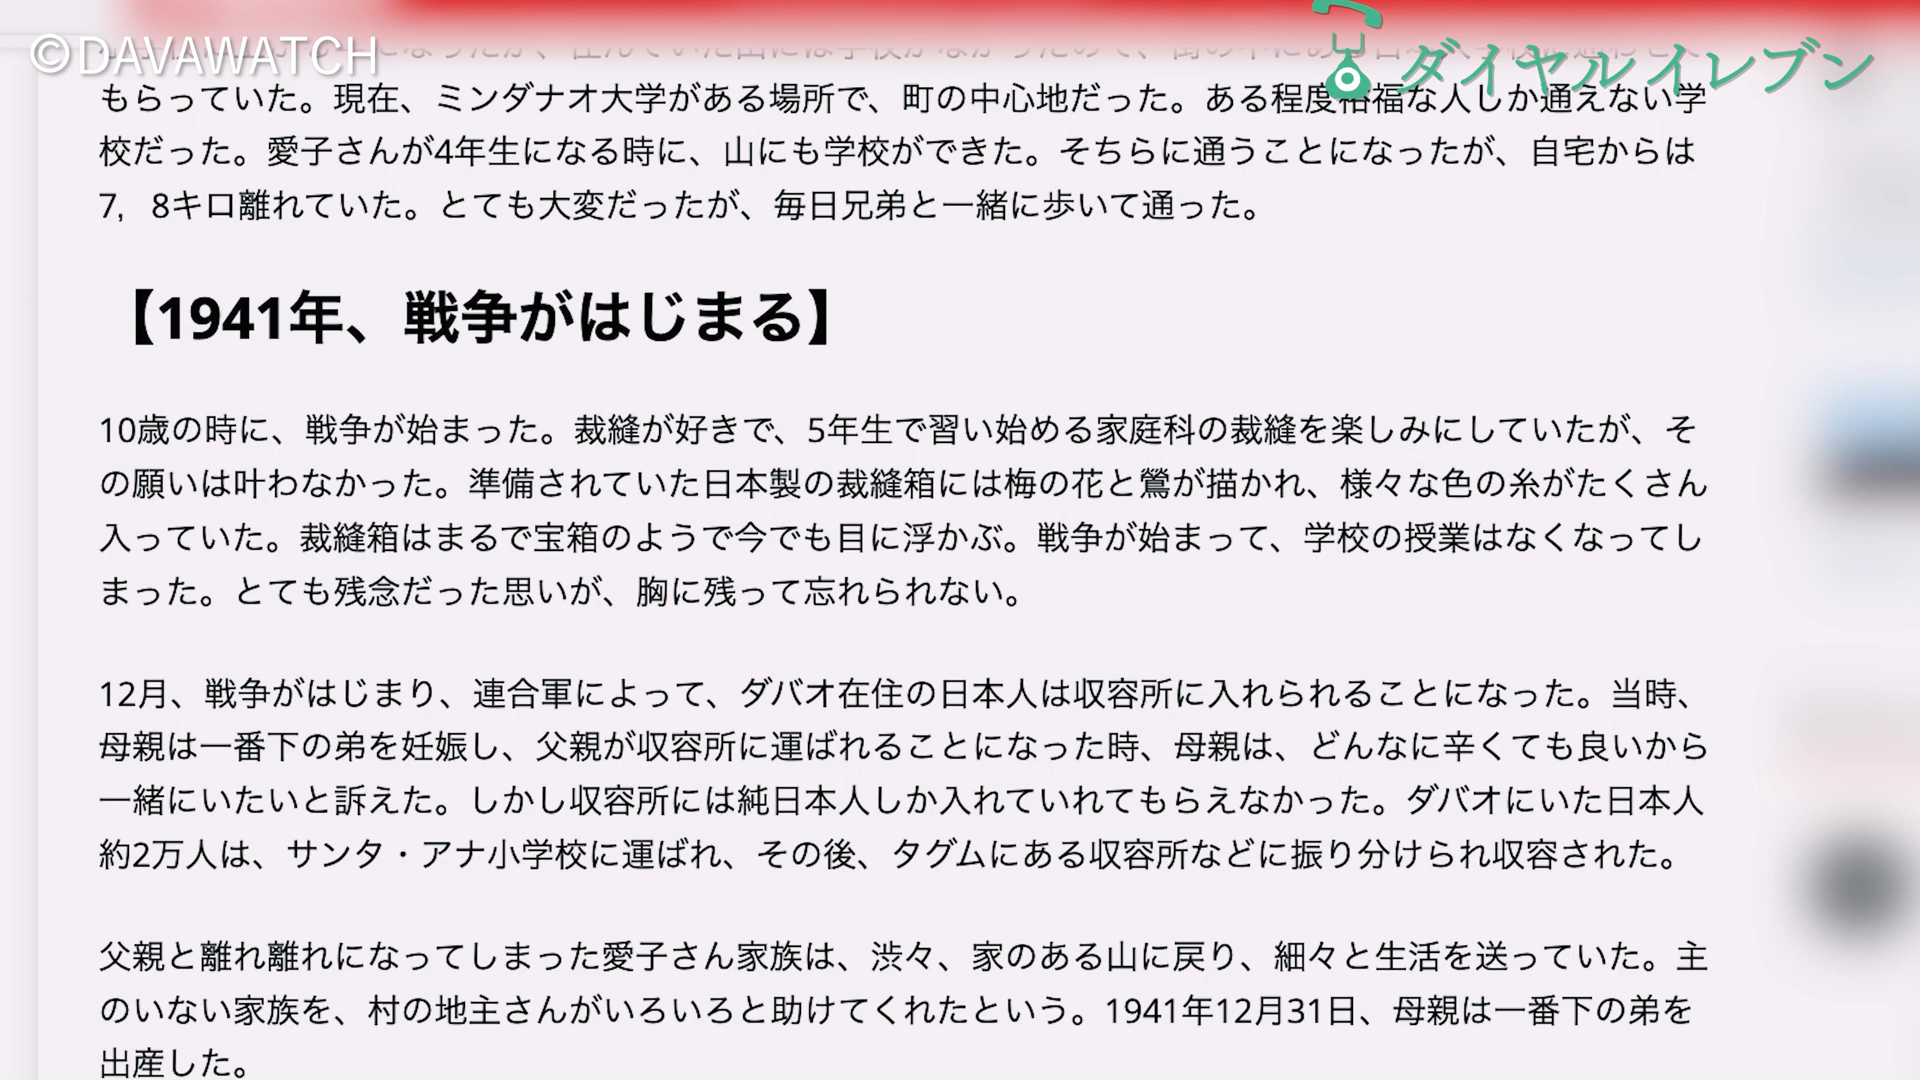 ©DAVAWATCH
ダイヤルイレブン
もらっていた。現在、ミンダナオ大学がある場所で、町の中心地だった。ある程度裕福な人しか通えない学
校だった。愛子さんが4年生になる時に、山にも学校ができた。そちらに通うことになったが、自宅からは
7，8キロ離れていた。とても大変だったが、毎日兄弟と一緒に歩いて通った。
【1941年、戦争がはじまる】
10歳の時に、戦争が始まった。裁縫が好きで、5年生で習い始める家庭科の裁縫を楽しみにしていたが、そ
の願いは叶わなかった。準備されていた日本製の裁縫箱には梅の花と鶯が描かれ、様々な色の糸がたくさん
入っていた。裁縫箱はまるで宝箱のようで今でも目に浮かぶ。戦争が始まって、学校の授業はなくなってし
まった。とても残念だった思いが、胸に残って忘れられない。
12月、戦争がはじまり、連合軍によって、ダバオ在住の日本人は収容所に入れられることになった。当時、
母親は一番下の弟を妊娠し、父親が収容所に運ばれることになった時、母親は、どんなに辛くても良いから
一緒にいたいと訴えた。しかし収容所には純日本人しか入れていれてもらえなかった。ダバオにいた日本人
約2万人は、サンタ・アナ小学校に運ばれ、その後、タグムにある収容所などに振り分けられ収容された。
父親と離れ離れになってしまった愛子さん家族は、渋々、家のある山に戻り、細々と生活を送っていた。主
のいない家族を、村の地主さんがいろいろと助けてくれたという。1941年12月31日、母親は一番下の弟を
出産した。